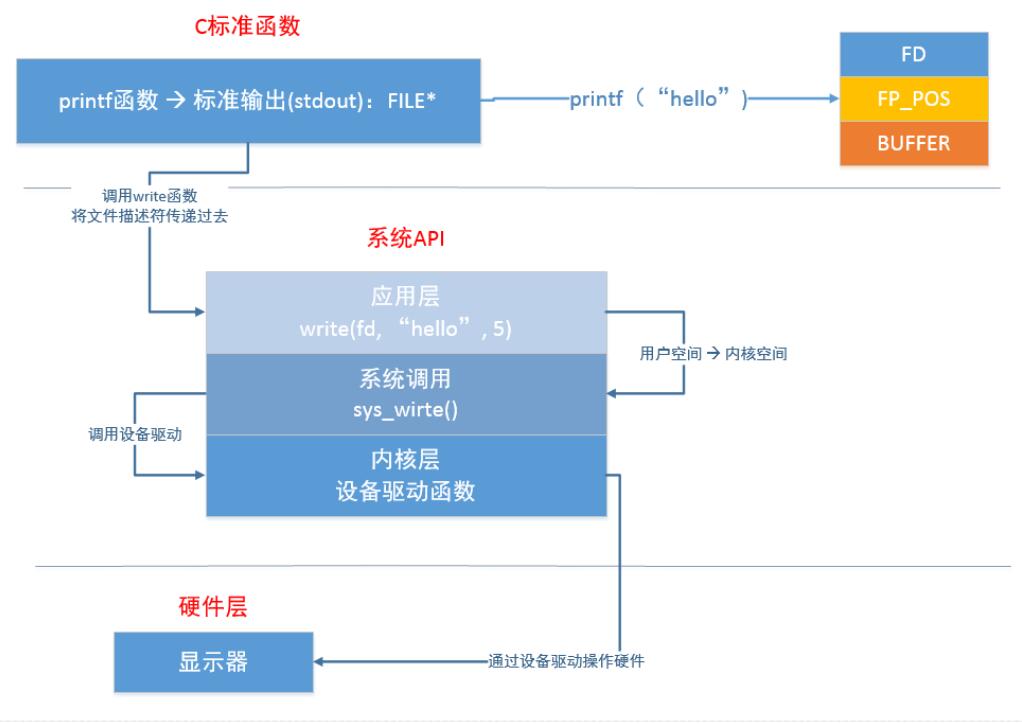 C标准函数
printf函数 → 标准输出(stdout)：FILE*
printf（“hello”)
FD
FP_POS
BUFFER
调用write函数
将文件描述符传递过去
系统API
应用层
write(fd, “hello”, 5)
用户空间 → 内核空间
系统调用
sys_wirte()
调用设备驱动
内核层
设备驱动函数
硬件层
显示器
通过设备驱动操作硬件